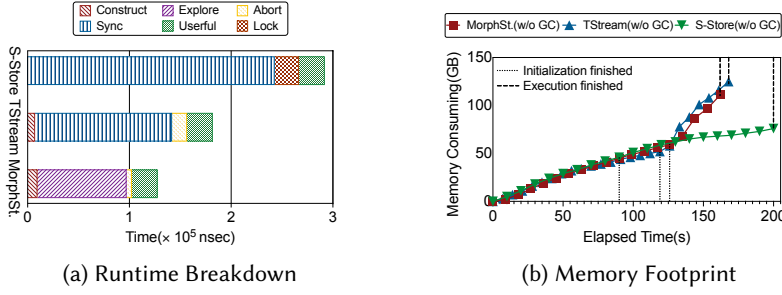 Construct Explore Abort
Sync Userful Lock
S-Store TStream MorphSt.
0 1 2 3
Time(× 10⁵ nsec)
(a) Runtime Breakdown
MorphSt.(w/o GC) TStream(w/o GC) S-Store(w/o GC)
Memory Consuming(GB)
150
100
50
0
Initialization finished
Execution finished
0 50 100 150 200
Elapsed Time(s)
(b) Memory Footprint